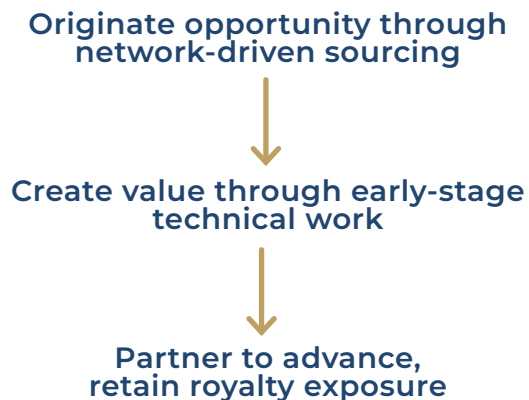 Originate opportunity through
network-driven sourcing
Create value through early-stage
technical work
Partner to advance,
retain royalty exposure